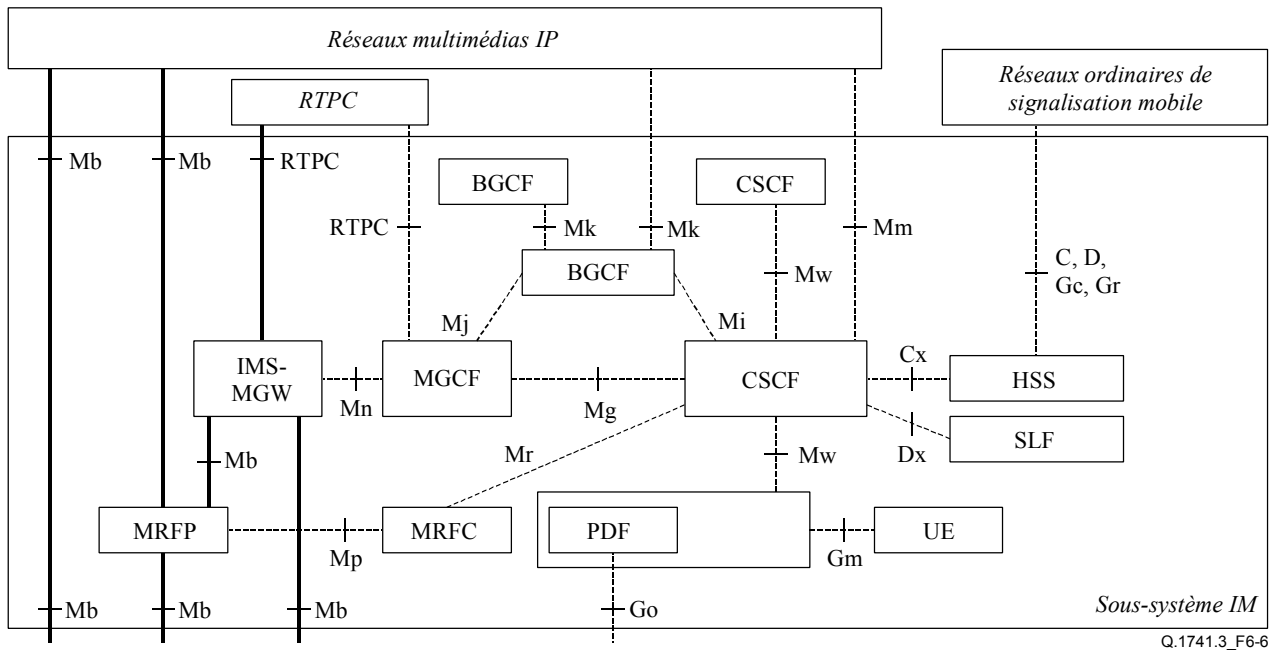 Réseaux multimédias IP
Réseaux ordinaires de
signalisation mobile
RTPC
Mb
Mb
RTPC
BGCF
CSCF
RTPC
Mk
Mk
Mm
C, D,
Gc, Gr
BGCF
Mw
Mj
Mi
IMS-
MGW
Mn
MGCF
Mg
CSCF
Cx
HSS
Dx
SLF
Mb
Mr
Mw
MRFP
Mp
MRFC
PDF
Gm
UE
Mb
Mb
Mb
Go
Sous-système IM
Q.1741.3_F6-6